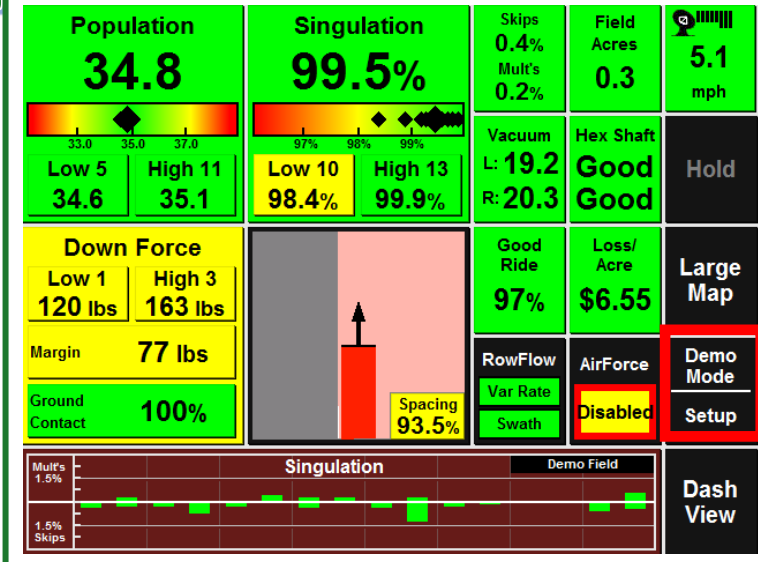 Population
34.8
33.0 35.0 37.0
Low 5 High 11
34.6 35.1
Singulation
99.5%
97% 98% 99%
Low 10 High 13
98.4% 99.9%
Skips
0.4%
Mult's
0.2%
Field
Acres
0.3
5.1
mph
Vacuum
L: 19.2
R: 20.3
Hex Shaft
Good
Good
Hold
Down Force
Low 1 High 3
120 lbs 163 lbs
Margin 77 lbs
Ground
Contact 100%
Spacing
93.5%
Good
Ride
97%
Loss/
Acre
$6.55
Large
Map
RowFlow
Var Rate
Swath
AirForce
Disabled
Demo
Mode
Setup
Mult's
1.5%
Singulation
Demo Field
1.5%
Skips
Dash
View